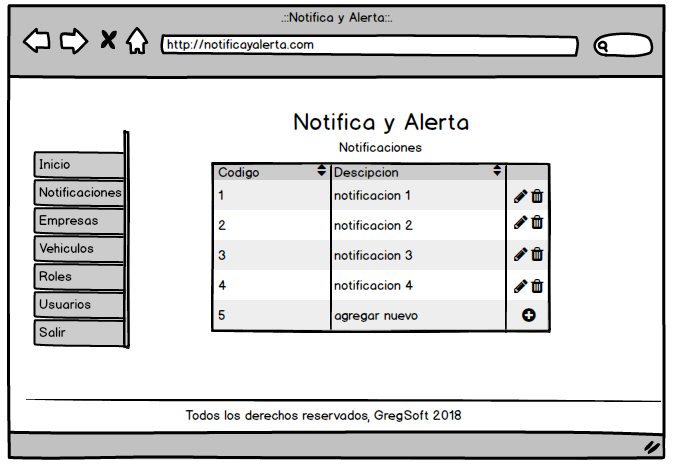 .::Notifica y Alerta::.
http://notificayalerta.com
Notifica y Alerta
Notificaciones
Inicio
Notificaciones
Empresas
Vehiculos
Roles
Usuarios
Salir
Codigo Descipcion
1 notificacion 1
2 notificacion 2
3 notificacion 3
4 notificacion 4
5 agregar nuevo
Todos los derechos reservados, GregSoft 2018